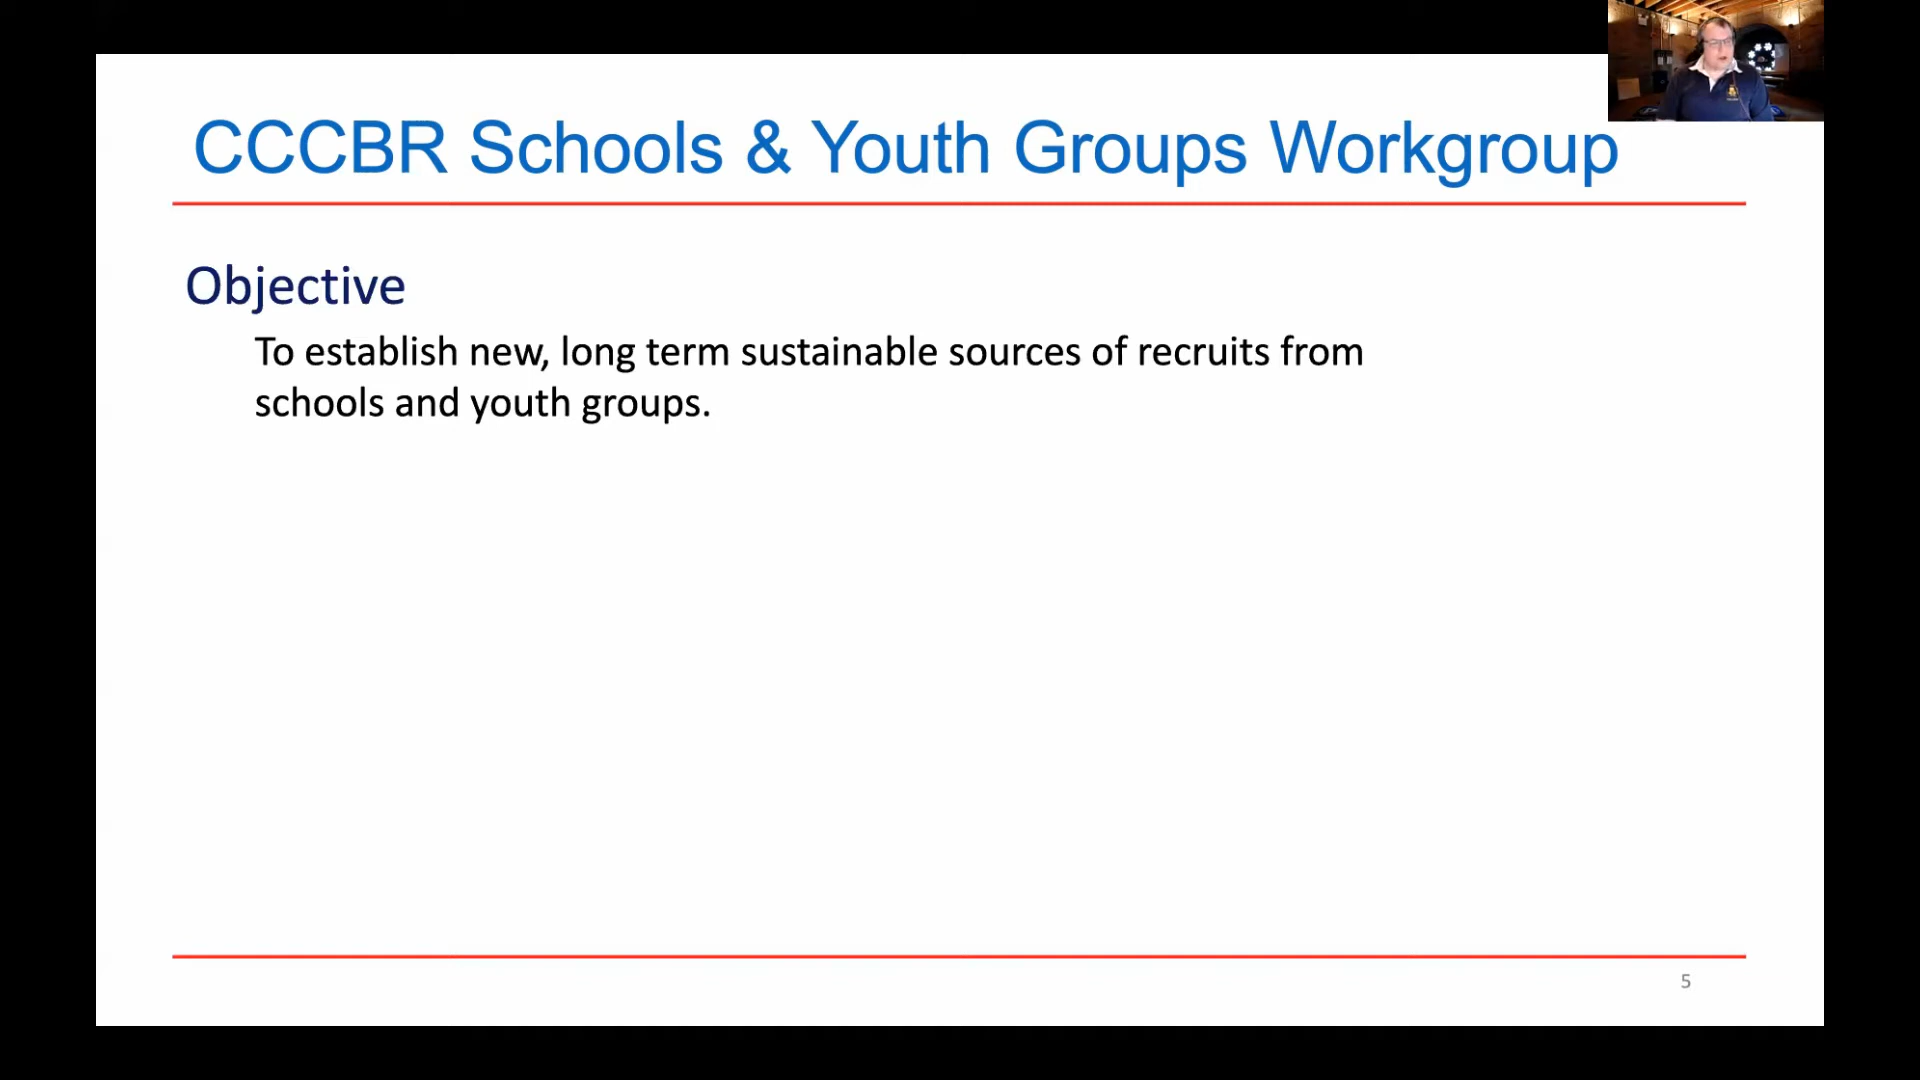 CCCBR Schools & Youth Groups Workgroup
Objective
To establish new, long term sustainable sources of recruits from
schools and youth groups.
5